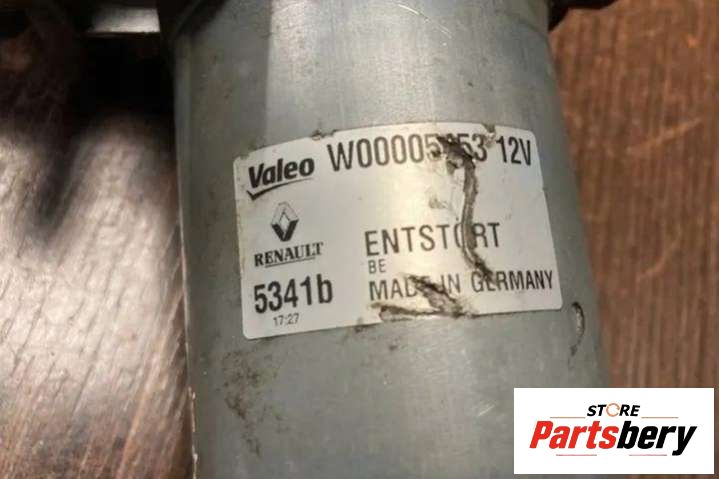 Valeo 12V
RENAULT ENTSTORT
BE
5341b MADE IN GERMANY
17:27
STORE
Partsbery